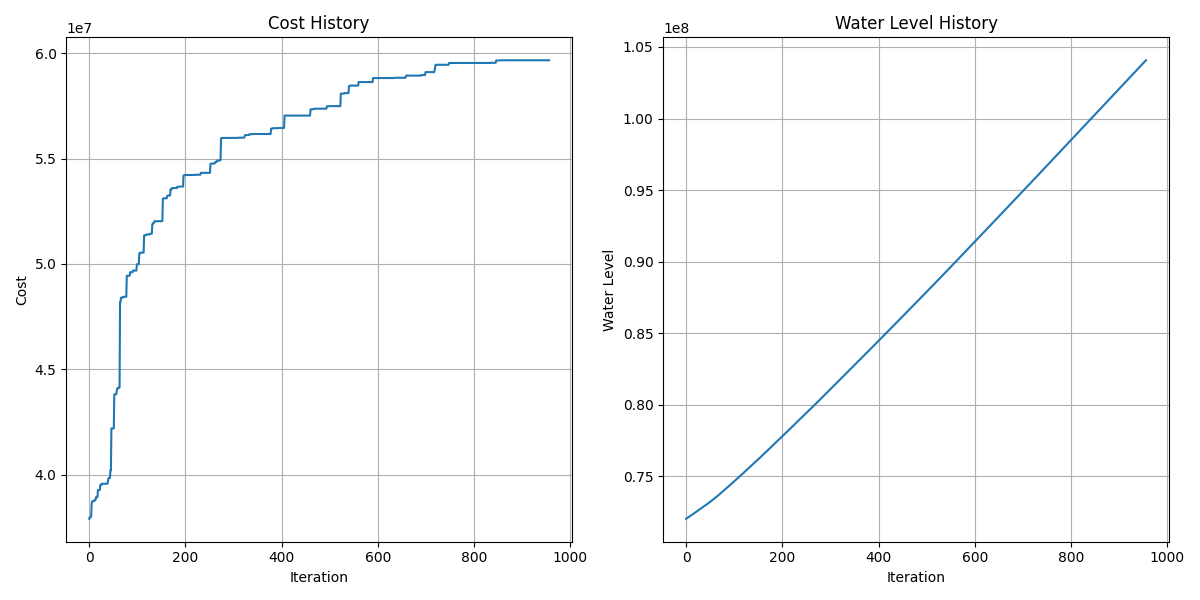 Cost History
1e7
6.0
5.5
5.0
4.5
4.0
Cost
0 200 400 600 800 1000
Iteration
Water Level History
1e8
1.05
1.00
0.95
0.90
0.85
0.80
0.75
Water Level
0 200 400 600 800 1000
Iteration